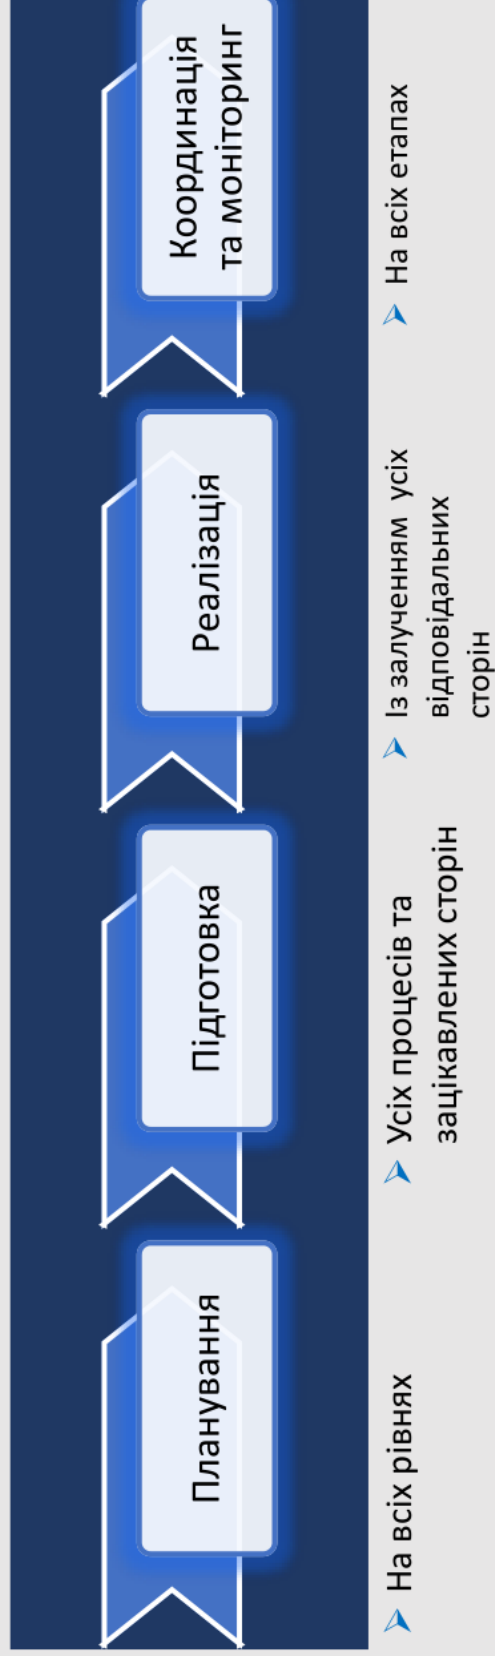 Планування
Підготовка
Реалізація
Координація
та моніторинг
На всіх рівнях
Усіх процесів та
зацікавлених сторін
Із залученням усіх
відповідальних
сторін
На всіх етапах